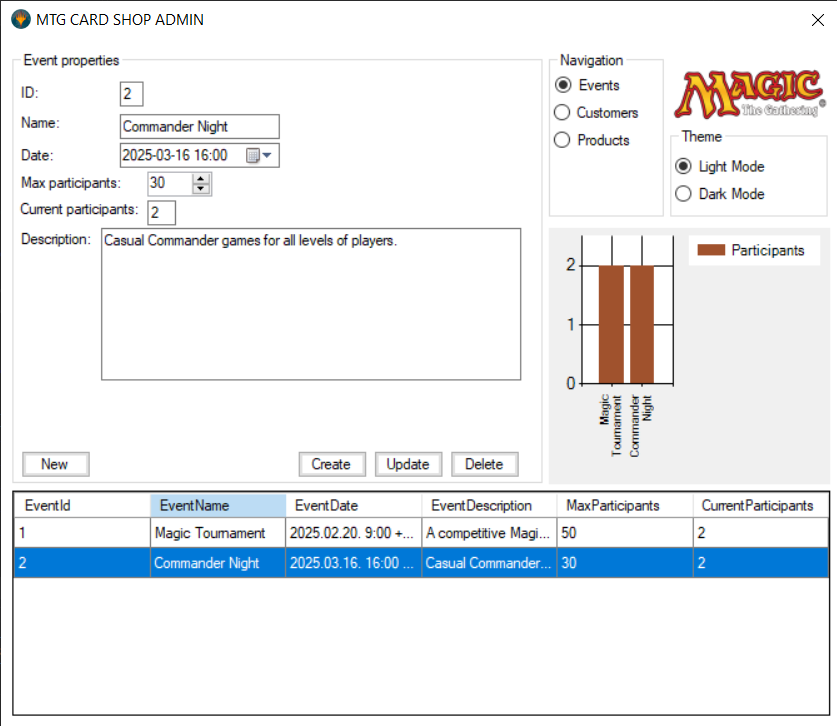 MTG CARD SHOP ADMIN
Event properties
ID:
2
Name:
Commander Night
Date:
2025-03-16 16:00
Max participants:
30
Current participants:
2
Description:
Casual Commander games for all levels of players.
New
Create
Update
Delete
Navigation
Events
Customers
Products
MAGIC
The Gathering®
Theme
Light Mode
Dark Mode
Participants
2
1
0
Magic
Tournament
Commander
Night
EventId EventName EventDate EventDescription MaxParticipants CurrentParticipants
1 Magic Tournament 2025.02.20. 9:00 +... A competitive Magi... 50 2
2 Commander Night 2025.03.16. 16:00 ... Casual Commander... 30 2